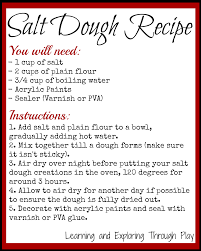 Salt Dough Recipe
You will need:
- 1 cup of salt
- 2 cups of plain flour
- 3/4 cup of boiling water
- Acrylic Paints
- Sealer (Varnish or PVA)
Instructions:
1. Add salt and plain flour to a bowl,
gradually adding hot water.
2. Mix together till a dough forms (make
sure it isn't sticky).
3. Air dry over night before putting your salt
dough creations in the oven, 120 degrees for
around 3 hours.
4. Allow to air dry for another day if possible
to ensure the dough is fully dried out.
5. Decorate with acrylic paints and seal with
varnish or PVA glue.
Learning and Exploring Through Play